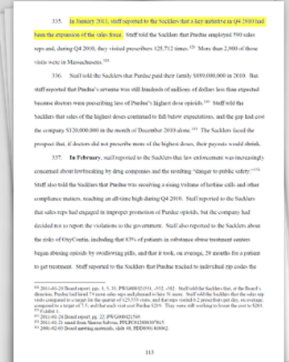 335. In January 2011, staff reported to the Sacklers that a key initiative in Q4 2010 had
been the expansion of the sales force. Staff told the Sacklers that Purdue employed 590 sales
reps and, during Q4 2010, they visited prescribers 125,712 times. More than 2,900 of those
visits were in Massachusetts.
336. Staff told the Sacklers that Purdue paid their family in 2010. But
staff reported that Purdue's revenue was still hundreds of millions of dollars less than expected
because doctors were prescribing less of Purdue's highest dose opioids. Staff told the
Sacklers that sales of the highest doses continued to fall below expectations, and the gap had cost
the company $120,000,000 in the month of December 2010 alone. The Sacklers faced the
prospect that, if doctors did not prescribe more of the highest doses, their payouts would shrink.
337. In February, staff reported to the Sacklers that law enforcement was increasingly
concerned about lawbreaking by drug companies and the resulting "danger to public safety."
Staff also told the Sacklers that Purdue was receiving a rising volume of hotline calls and other
compliance matters, reaching an all-time high during Q4 2010. Staff reported to the Sacklers
that sales reps had engaged in improper promotion of Purdue opioids, but the company had
decided not to report the violations to the government. Staff also reported to the Sacklers about
the risks of OxyContin, including that 83% of patients in substance abuse treatment centers
began abusing opioids by swallowing pills, and that it took, on average, 20 months for a patient
to get treatment. Staff reported to the Sacklers that Purdue tracked to individual zip codes the
113